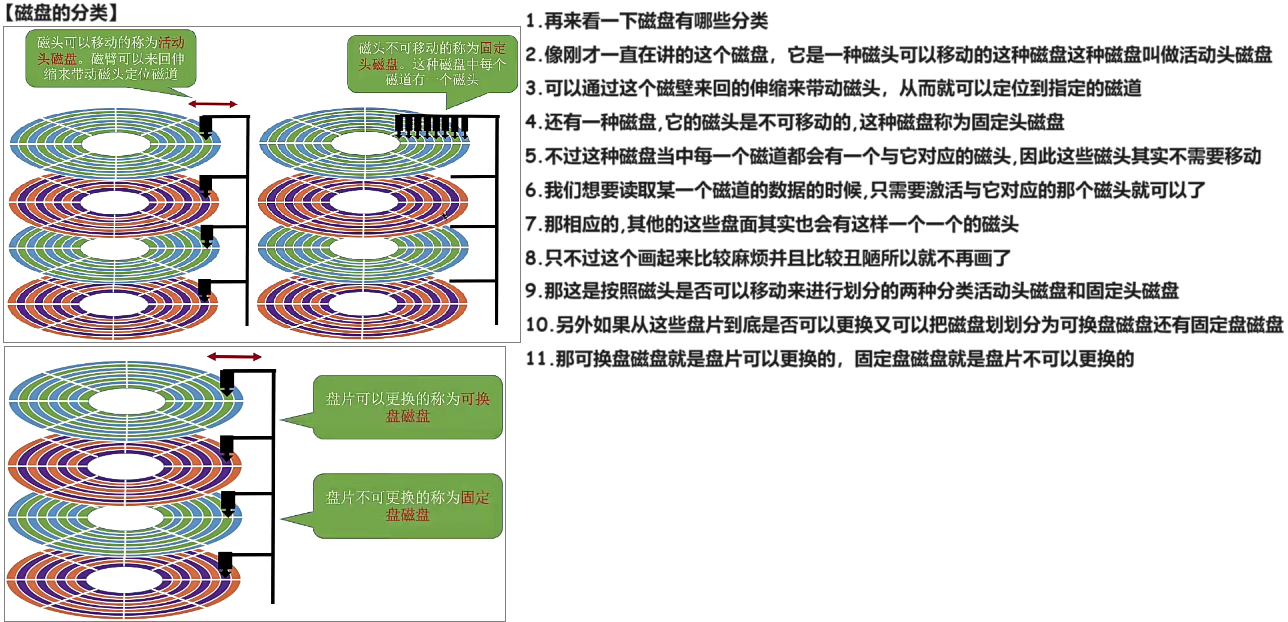 【磁盘的分类】
磁头可以移动的称为活动
头磁盘。磁臂可以来回伸
缩来带动磁头定位磁道
磁头不可移动的称为固定
头磁盘。这种磁盘中每个
磁道有一个磁头
盘片可以更换的称为可换
盘磁盘
盘片不可更换的称为固定
盘磁盘
1.再来看一下磁盘有哪些分类
2.像刚才一直在讲的这个磁盘，它是一种磁头可以移动的这种磁盘这种磁盘叫做活动头磁盘
3.可以通过这个磁壁来回的伸缩来带动磁头，从而就可以定位到指定的磁道
4.还有一种磁盘,它的磁头是不可移动的,这种磁盘称为固定头磁盘
5.不过这种磁盘当中每一个磁道都会有一个与它对应的磁头,因此这些磁头其实不需要移动
6.我们想要读取某一个磁道的数据的时候,只需要激活与它对应的那个磁头就可以了
7.那相应的,其他的这些盘面其实也会有这样一个一个的磁头
8.只不过这个画起来比较麻烦并且比较丑陋所以就不再画了
9.那这是按照磁头是否可以移动来进行划分的两种分类活动头磁盘和固定头磁盘
10.另外如果从这些盘片到底是否可以更换又可以把磁盘划划分为可换盘磁盘还有固定盘磁盘
11.那可换盘磁盘就是盘片可以更换的，固定盘磁盘就是盘片不可以更换的